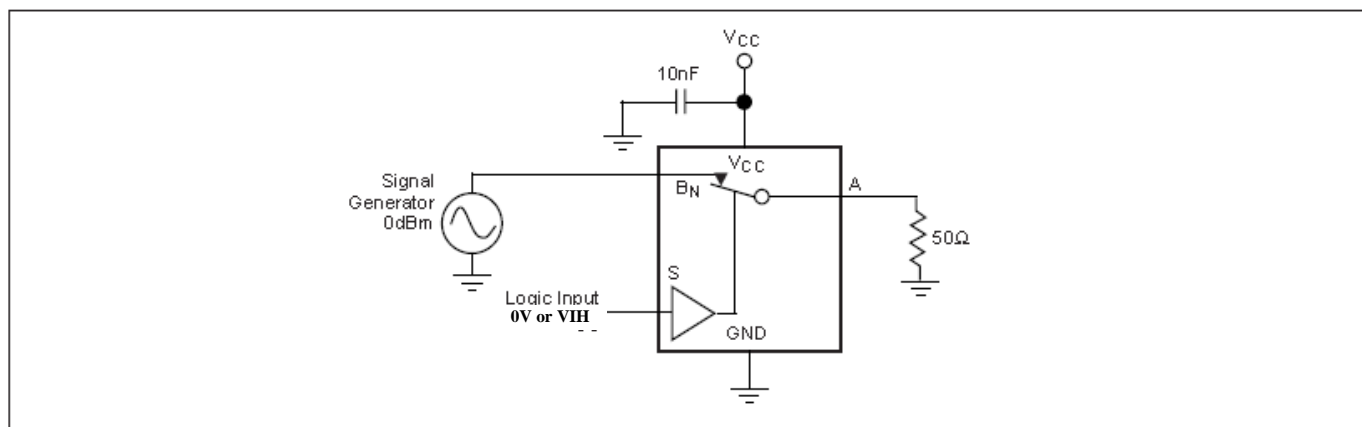 VCC
10nF
VCC
Signal
Generator
0dBm
BN
A
50Ω
S
Logic Input
0V or VIH
GND